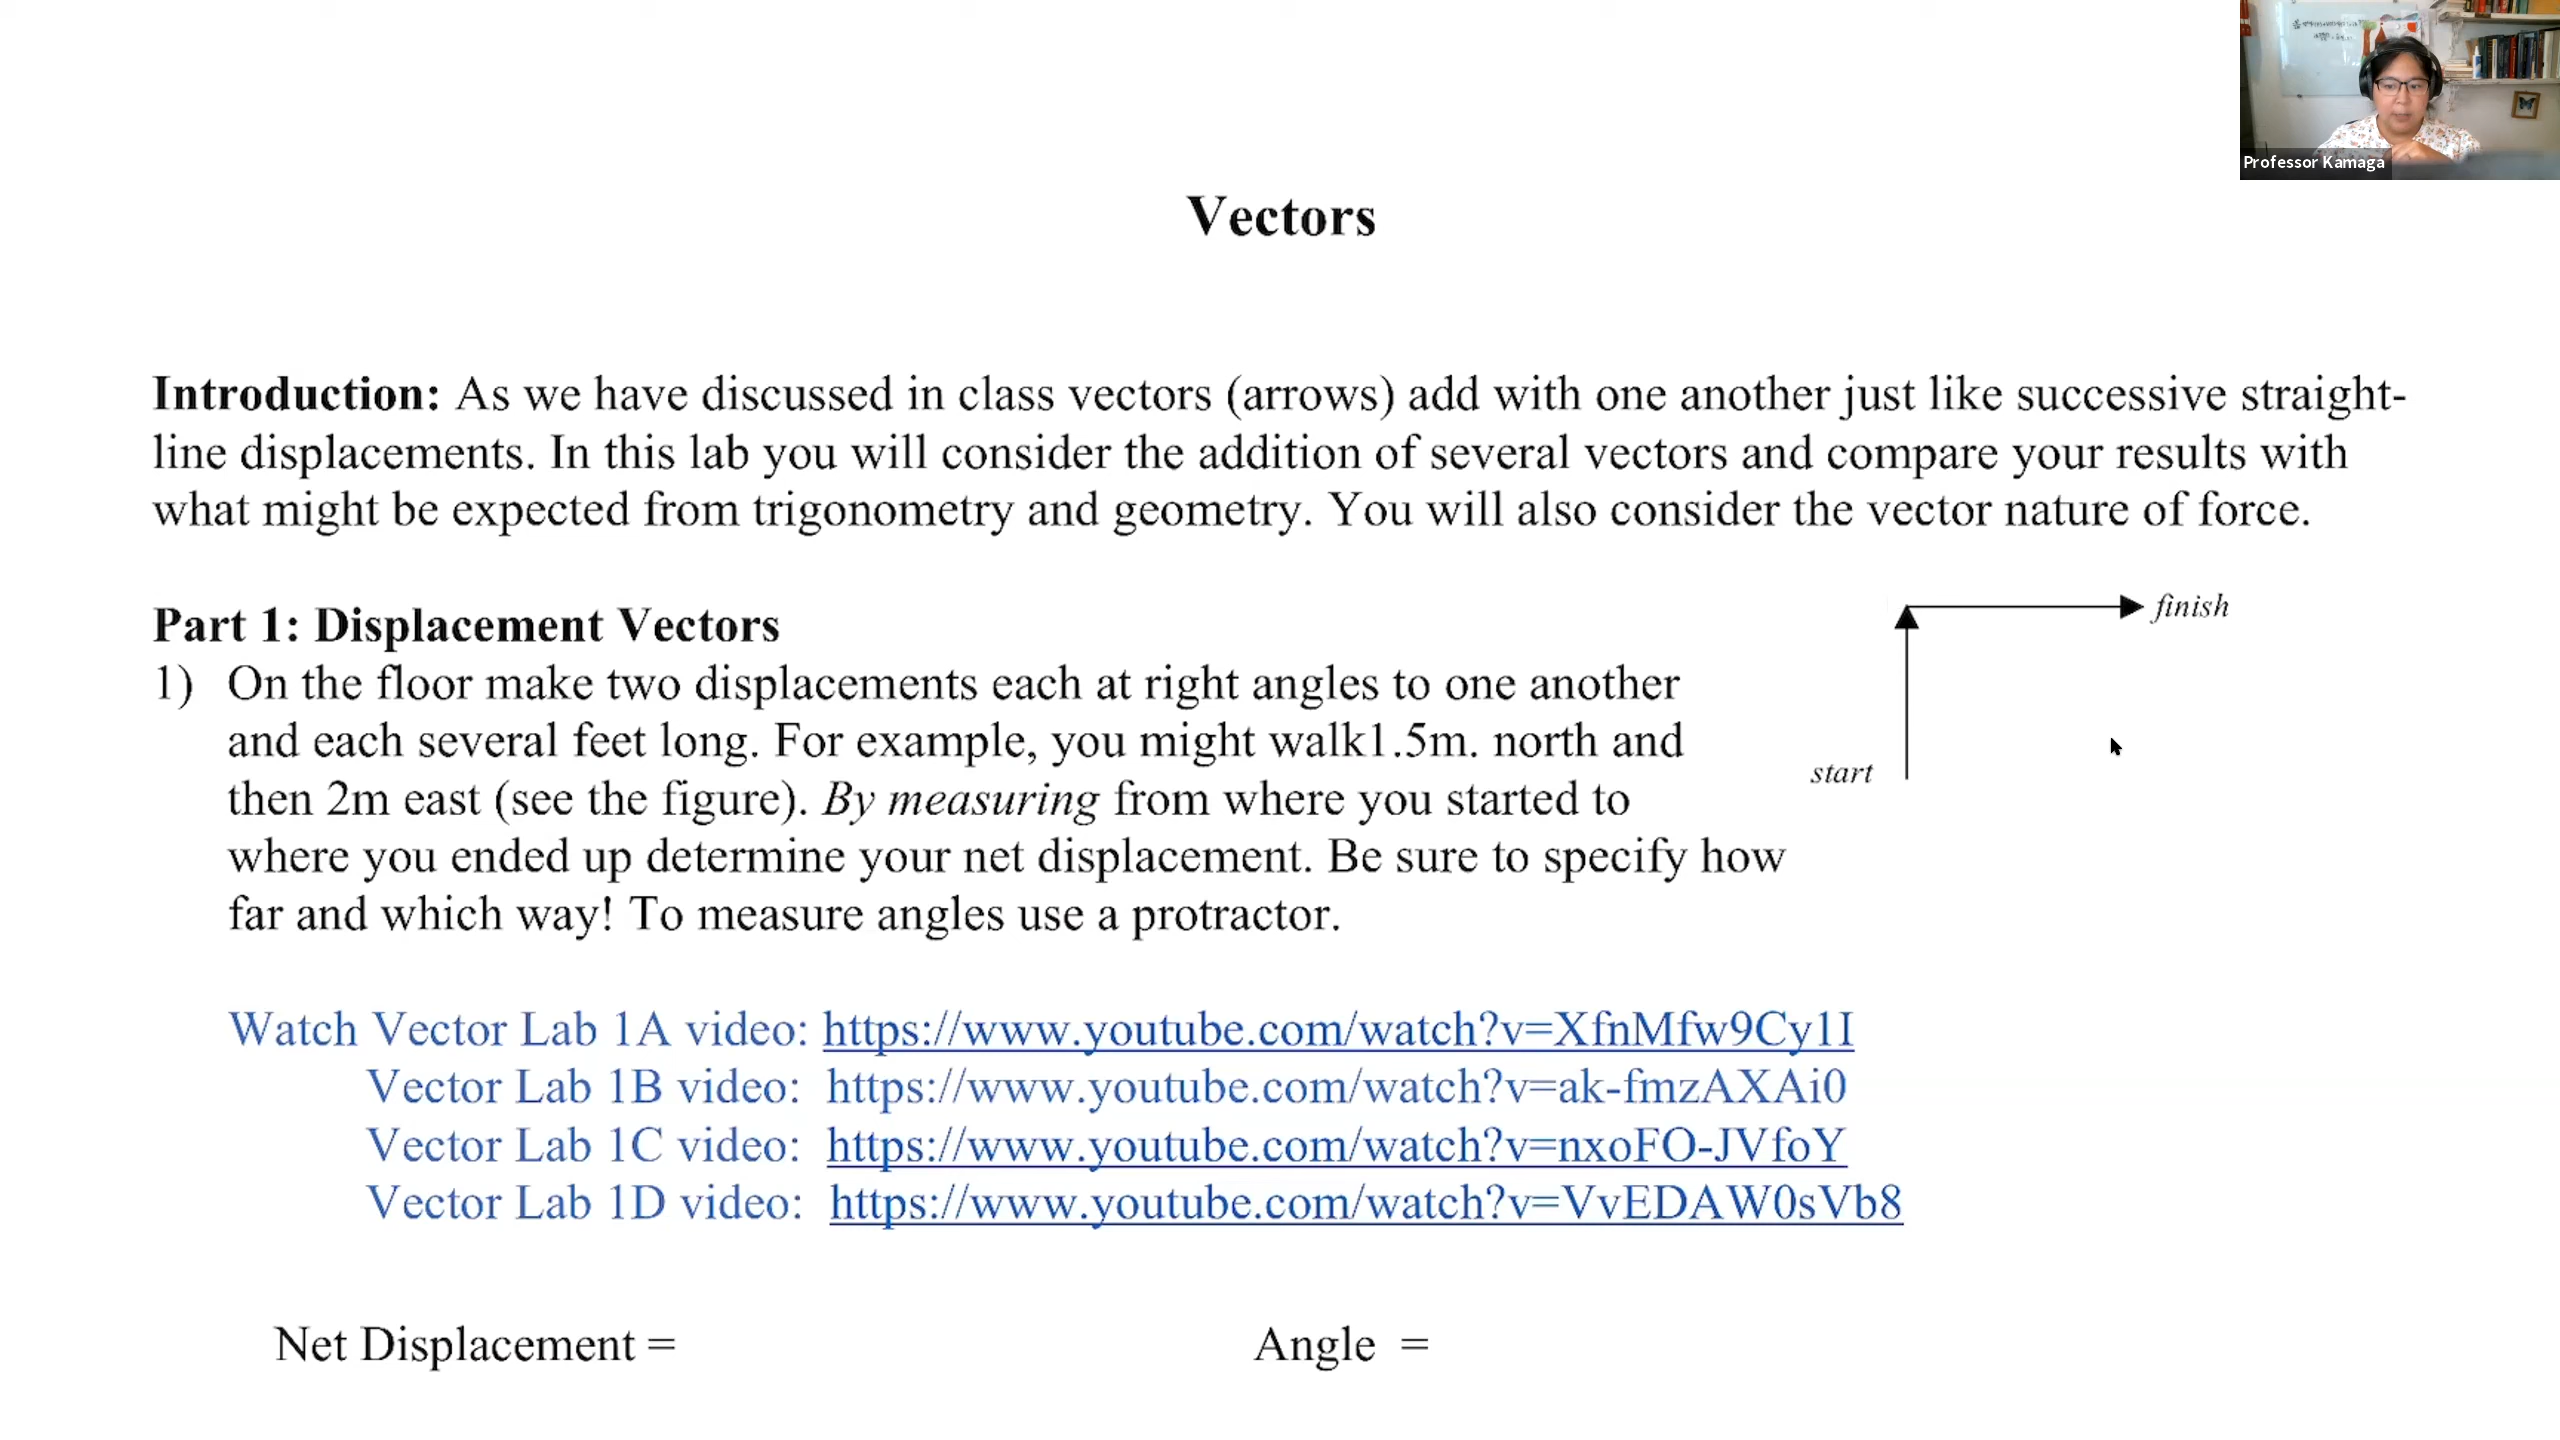 Professor Kamaga
Vectors
Introduction: As we have discussed in class vectors (arrows) add with one another just like successive straight-
line displacements. In this lab you will consider the addition of several vectors and compare your results with
what might be expected from trigonometry and geometry. You will also consider the vector nature of force.
Part 1: Displacement Vectors
1) On the floor make two displacements each at right angles to one another
and each several feet long. For example, you might walk1.5m. north and
then 2m east (see the figure). By measuring from where you started to
where you ended up determine your net displacement. Be sure to specify how
far and which way! To measure angles use a protractor.
finish
start
Watch Vector Lab 1A video: https://www.youtube.com/watch?v=XfnMfw9Cy1I
Vector Lab 1B video: https://www.youtube.com/watch?v=ak-fmzAXAi0
Vector Lab 1C video: https://www.youtube.com/watch?v=nxoFO-JVfoY
Vector Lab 1D video: https://www.youtube.com/watch?v=VvEDAW0sVb8
Net Displacement = Angle =